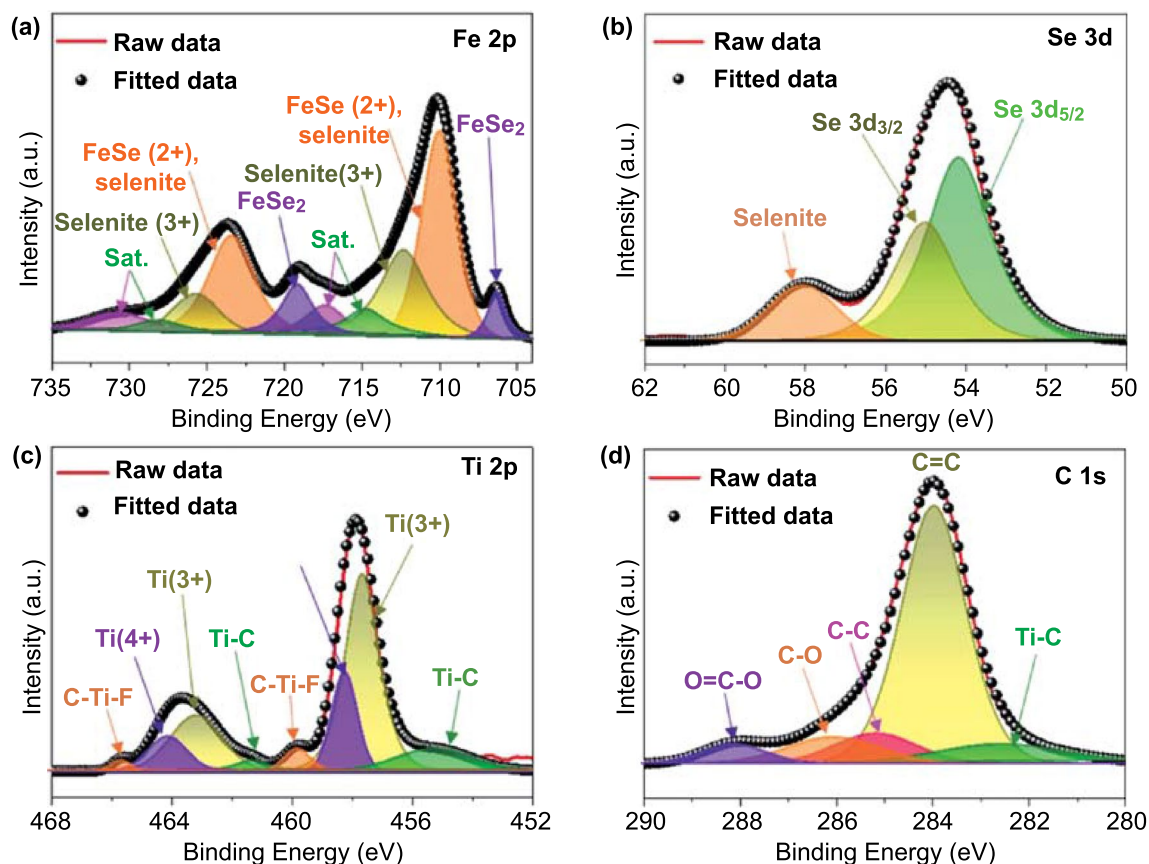 (a)
Raw data
Fitted data
Fe 2p
FeSe (2+),
selenite
FeSe₂
FeSe (2+),
selenite
Selenite(3+)
FeSe₂
Selenite (3+)
Sat.
Sat.
Intensity (a.u.)
735 730 725 720 715 710 705
Binding Energy (eV)
(b)
Raw data
Fitted data
Se 3d
Se 3d₃/₂
Se 3d₅/₂
Selenite
Intensity (a.u.)
62 60 58 56 54 52 50
Binding Energy (eV)
(c)
Raw data
Fitted data
Ti 2p
Ti(3+)
Ti(3+)
Ti(4+)
Ti-C
C-Ti-F
C-Ti-F
Ti-C
Intensity (a.u.)
468 464 460 456 452
Binding Energy (eV)
(d)
Raw data
Fitted data
C=C
C 1s
C-C
Ti-C
C-O
O=C-O
Intensity (a.u.)
290 288 286 284 282 280
Binding Energy (eV)